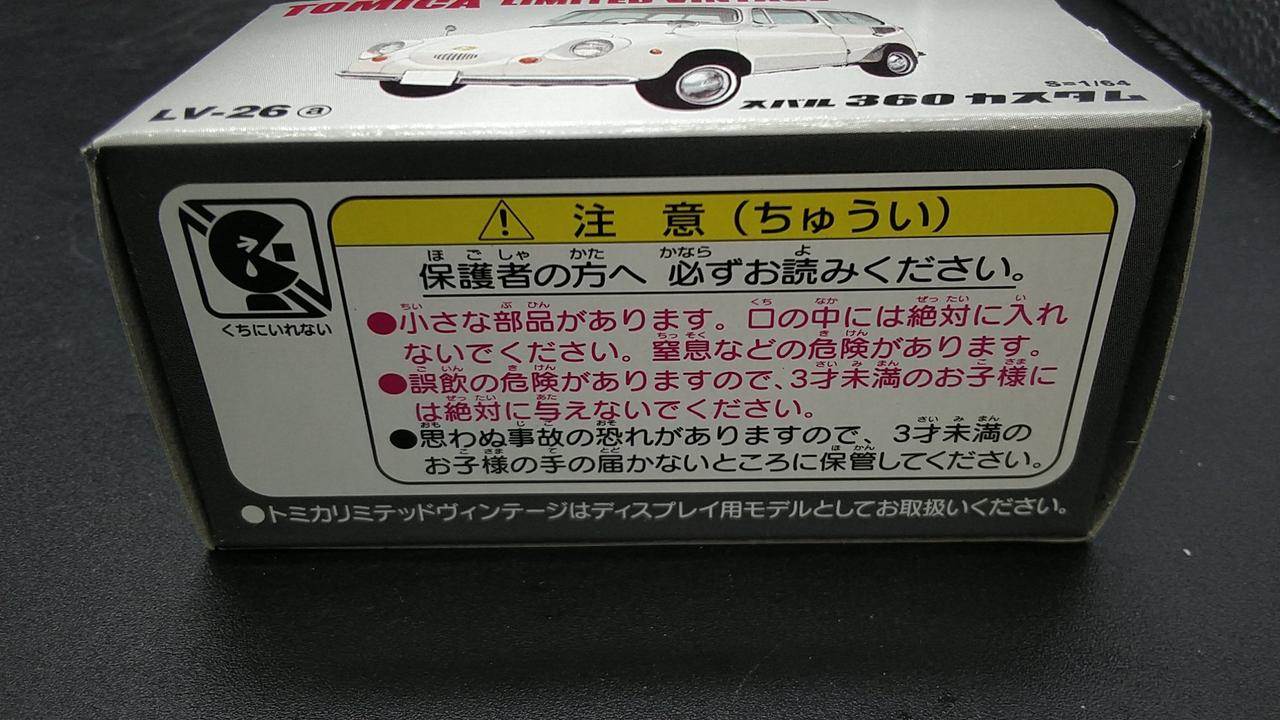 TOMICA LIMITED VINTAGE
S=1/64
LV-26 ⓐ
スバル 360 カスタム
注 意（ちゅうい）
くちにいれない
保護者の方へ 必ずお読みください。
●小さな部品があります。口の中には絶対に入れ
ないでください。窒息などの危険があります。
●誤飲の危険がありますので、3才未満のお子様に
は絶対に与えないでください。
●思わぬ事故の恐れがありますので、3才未満の
お子様の手の届かないところに保管してください。
●トミカリミテッドヴィンテージはディスプレイ用モデルとしてお取扱いください。